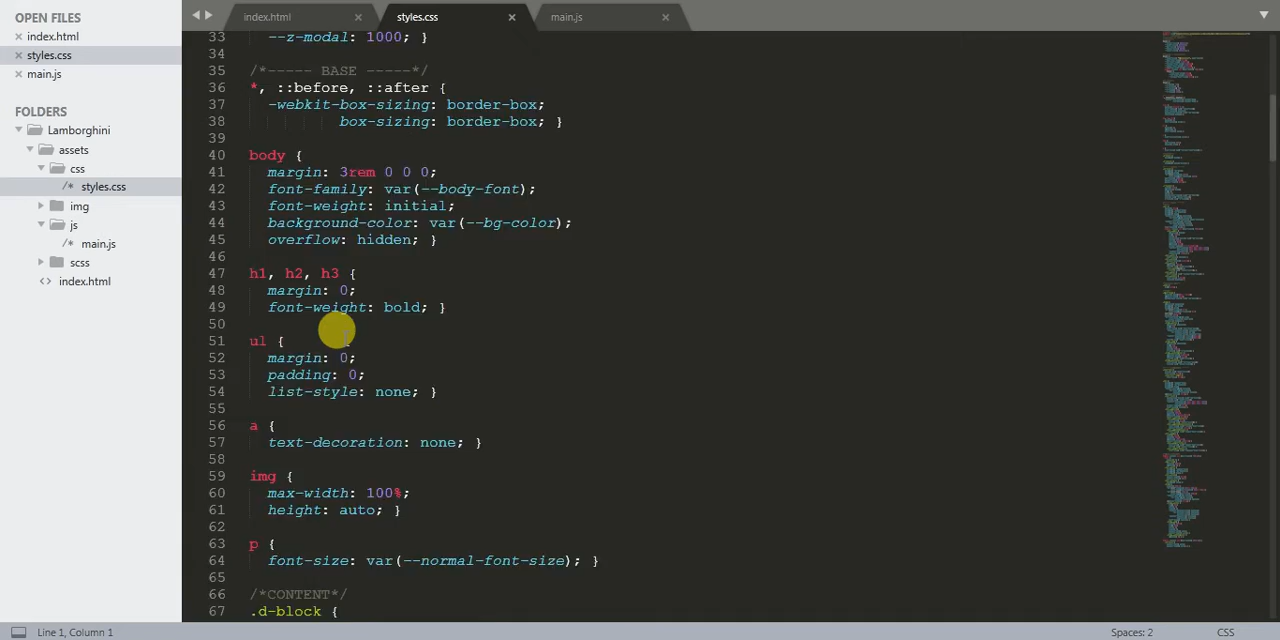 OPEN FILES
index.html
styles.css
main.js
FOLDERS
Lamborghini
assets
css
/* styles.css
img
js
/* main.js
scss
<> index.html
index.html
styles.css
main.js
33 --z-modal: 1000; }
34
35 /*----- BASE -----*/
36 *, ::before, ::after {
37 -webkit-box-sizing: border-box;
38 box-sizing: border-box; }
39
40 body {
41 margin: 3rem 0 0 0;
42 font-family: var(--body-font);
43 font-weight: initial;
44 background-color: var(--bg-color);
45 overflow: hidden; }
46
47 h1, h2, h3 {
48 margin: 0;
49 font-weight: bold; }
50
51 ul {
52 margin: 0;
53 padding: 0;
54 list-style: none; }
55
56 a {
57 text-decoration: none; }
58
59 img {
60 max-width: 100%;
61 height: auto; }
62
63 p {
64 font-size: var(--normal-font-size); }
65
66 /*CONTENT*/
67 .d-block {
Line 1, Column 1
Spaces: 2
CSS